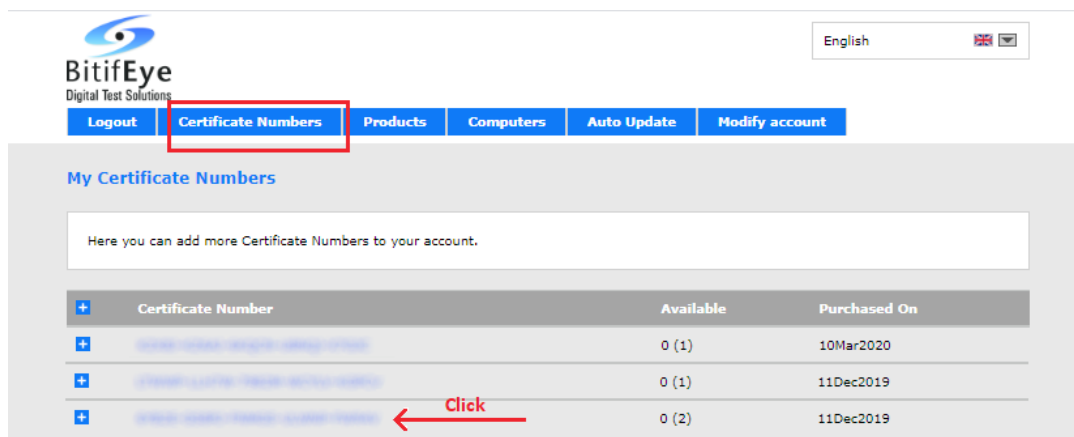 English
BitifEye
Digital Test Solutions
Logout Certificate Numbers Products Computers Auto Update Modify account
My Certificate Numbers
Here you can add more Certificate Numbers to your account.
Certificate Number Available Purchased On
0 (1) 10Mar2020
0 (1) 11Dec2019
Click
0 (2) 11Dec2019